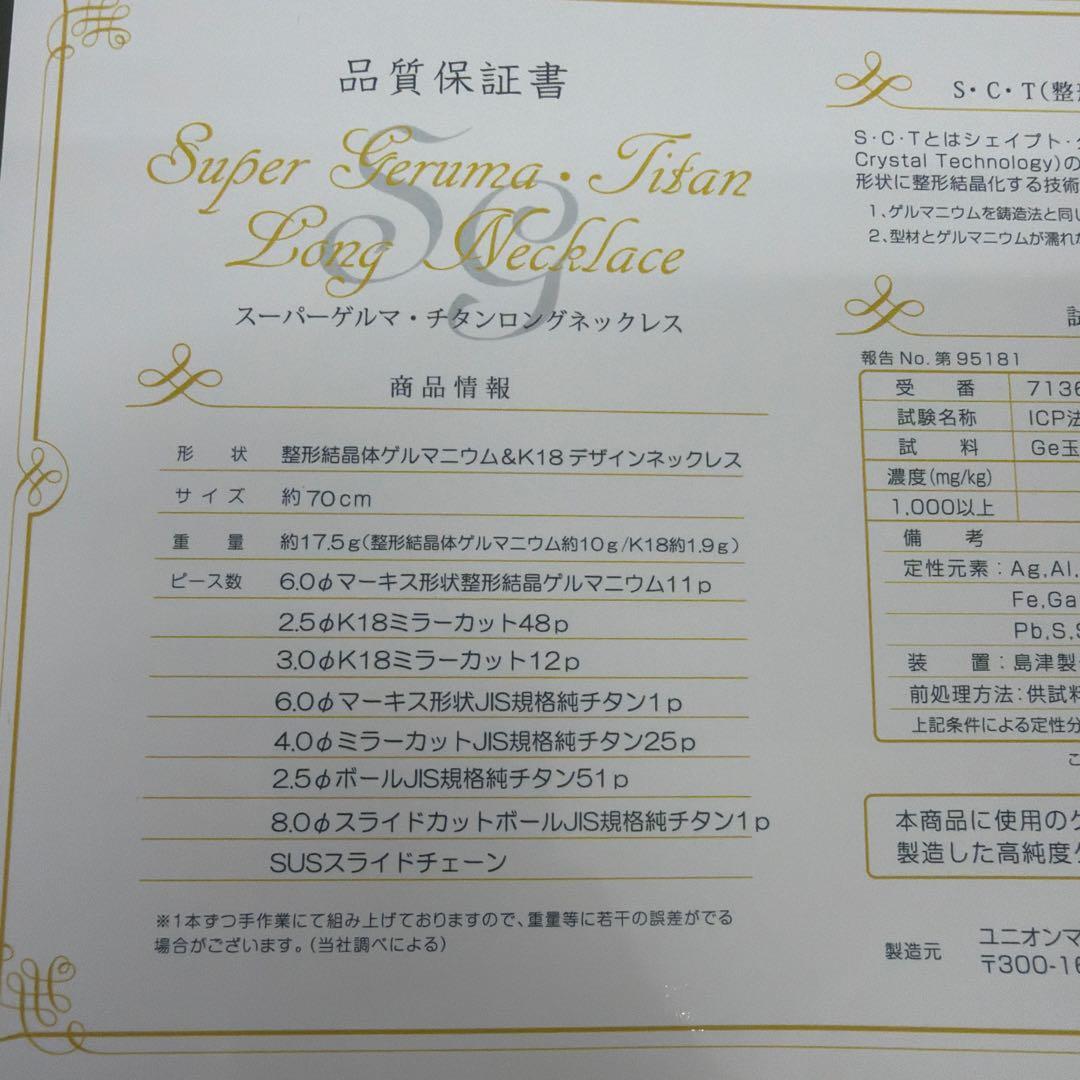 品質保証書
Super Geruma・Titan
Long Necklace
SG
スーパーゲルマ・チタンロングネックレス
商品情報
形 状 整形結晶体ゲルマニウム&K18デザインネックレス
サイズ 約70cm
重 量 約17.5g(整形結晶体ゲルマニウム約10g/K18約1.9g)
ピース数 6.0φマーキス形状整形結晶ゲルマニウム11p
2.5φK18ミラーカット48p
3.0φK18ミラーカット12p
6.0φマーキス形状JIS規格純チタン1p
4.0φミラーカットJIS規格純チタン25p
2.5φボールJIS規格純チタン51p
8.0φスライドカットボールJIS規格純チタン1p
SUSスライドチェーン
※1本ずつ手作業にて組み上げておりますので、重量等に若干の誤差がでる
場合がございます。(当社調べによる)
S・C・T(整
S・C・Tとはシェイプト・
Crystal Technology)の
形状に整形結晶化する技術
1、ゲルマニウムを鋳造法と同
2、型材とゲルマニウムが濡れ
試
報告No.第95181
受 番 7136
試験名称 ICP法
試 料 Ge玉
濃度(mg/kg)
1,000以上
備 考
定性元素:Ag,Al,
Fe,Ga
Pb,S,
装 置:島津製
前処理方法:供試料
上記条件による定性分
こ
本商品に使用の
製造した高純度
製造元 ユニオンマ
〒300-16